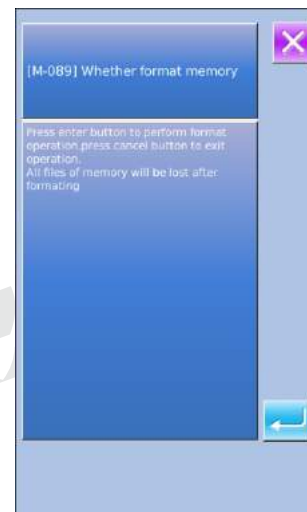 [M-089] Whether format memory
Press enter button to perform format
operation,press cancel button to exit
operation.
All files of memory will be lost after
formating